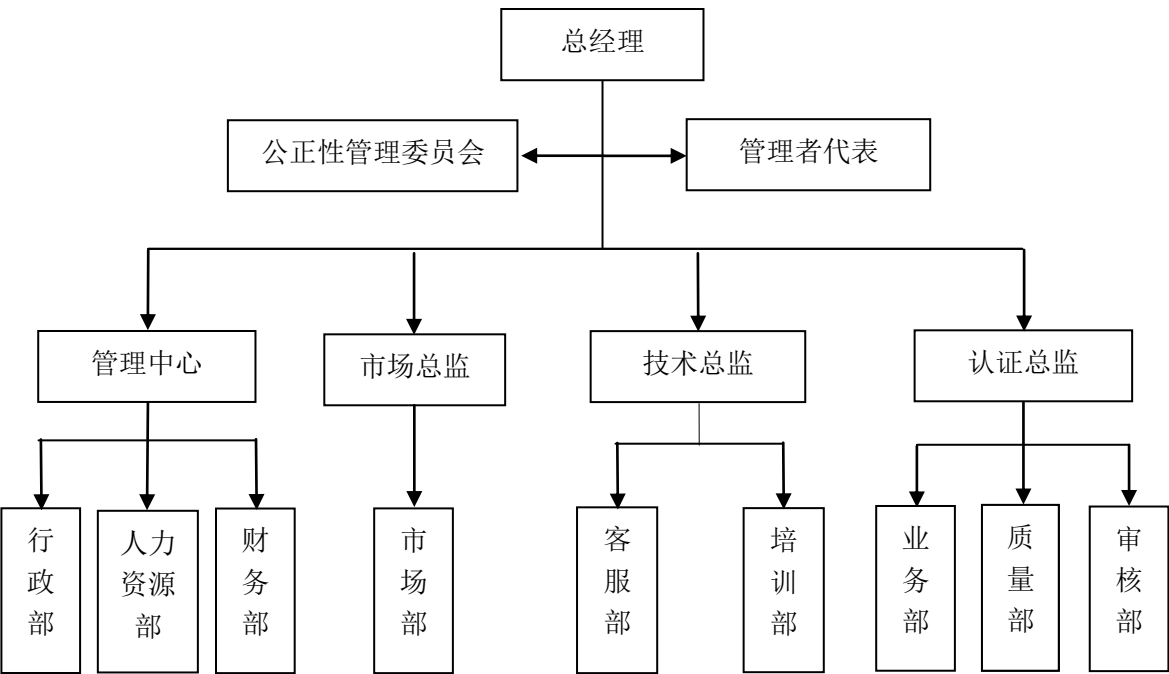 总经理
公正性管理委员会
管理者代表
管理中心
市场总监
技术总监
认证总监
行政部
人力资源部
财务部
市场部
客服部
培训部
业务部
质量部
审核部